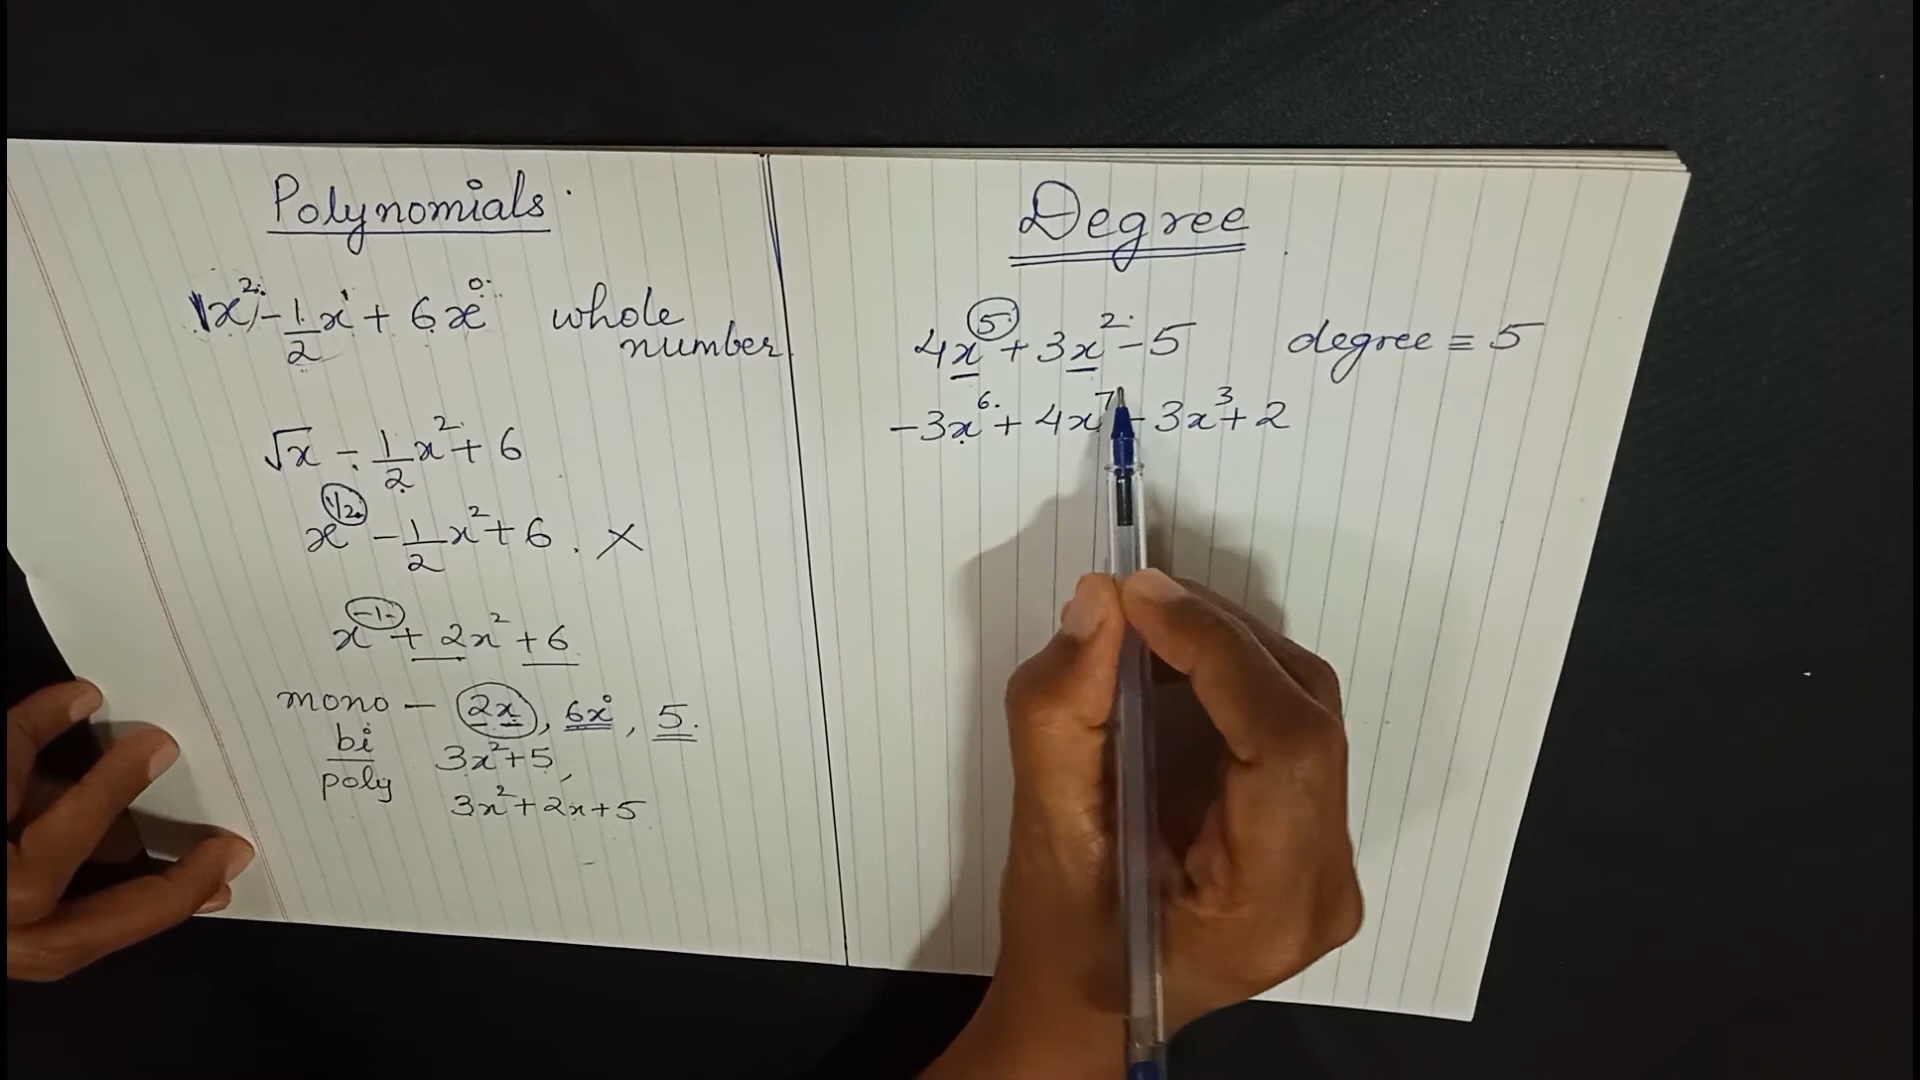 Polynomials
1x² - 1/2 x¹ + 6x⁰ whole number
√x - 1/2 x² + 6
x^(1/2) - 1/2 x² + 6 . ×
x⁻¹ + 2x² + 6
mono - 2x, 6x⁰, 5.
bi 3x² + 5,
poly 3x² + 2x + 5
Degree
4x⁵ + 3x² - 5 degree = 5
-3x⁶ + 4x⁷ - 3x³ + 2